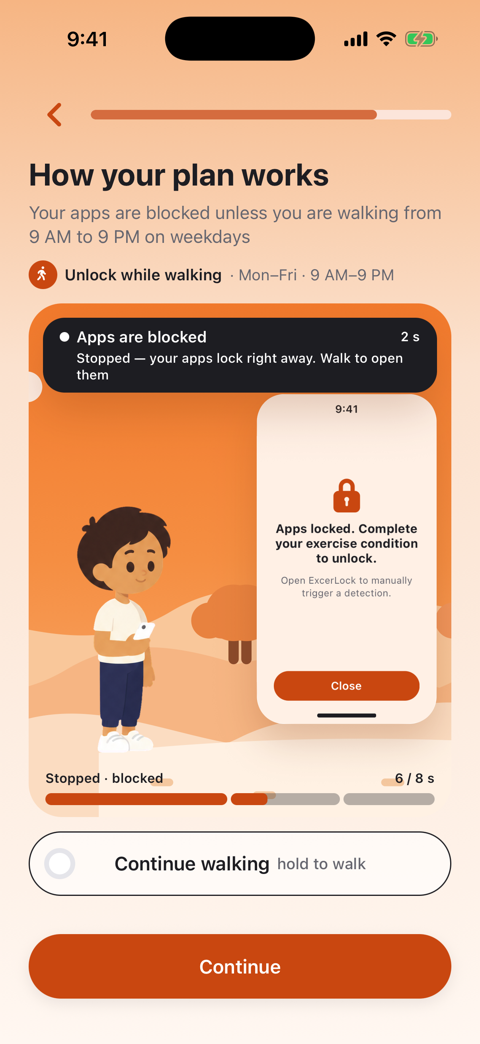 9:41
How your plan works
Your apps are blocked unless you are walking from
9 AM to 9 PM on weekdays
Unlock while walking · Mon–Fri · 9 AM–9 PM
Apps are blocked 2 s
Stopped — your apps lock right away. Walk to open
them
9:41
Apps locked. Complete
your exercise condition
to unlock.
Open ExcerLock to manually
trigger a detection.
Close
Stopped · blocked 6 / 8 s
Continue walking hold to walk
Continue